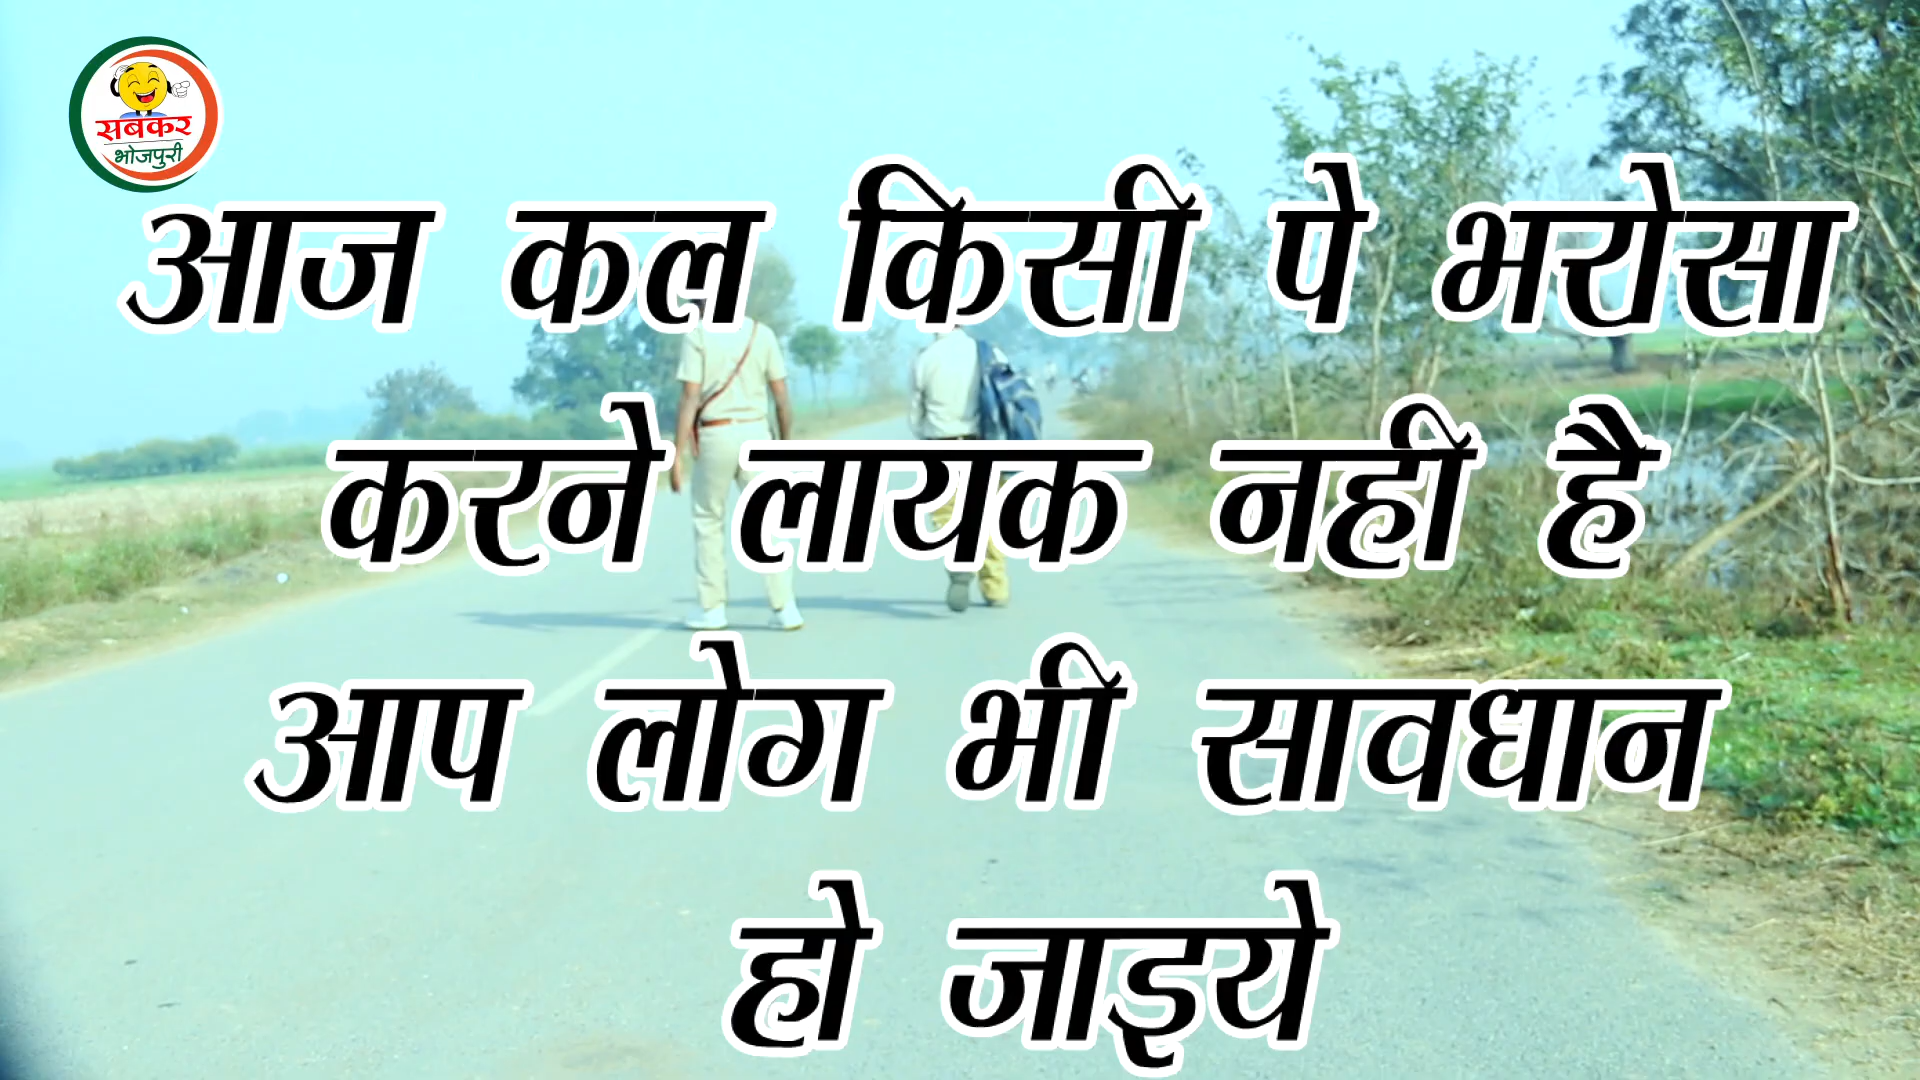 सबकर
भोजपुरी
आज कल किसी पे भरोसा
करने लायक नहीं है
आप लोग भी सावधान
हो जाइये